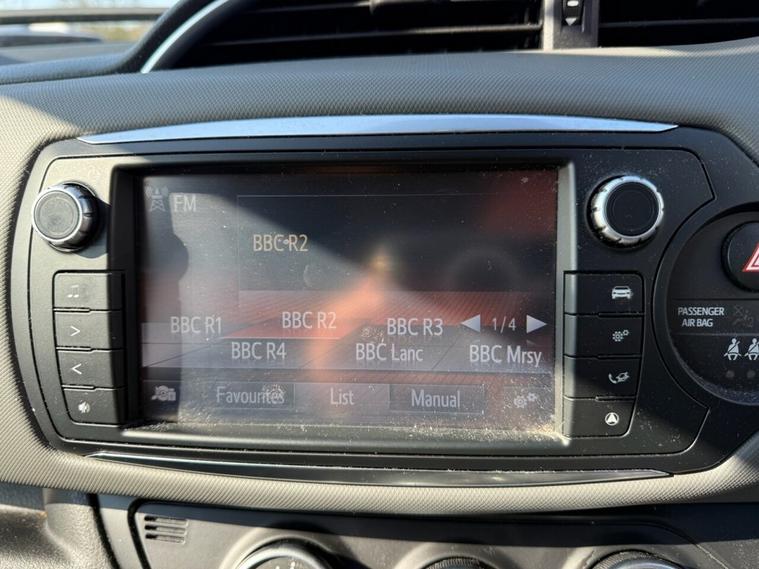 FM
BBC R2
BBC R1 BBC R2 BBC R3 1/4
BBC R4 BBC Lanc BBC Mrsy
Favourites List Manual
PASSENGER
AIR BAG